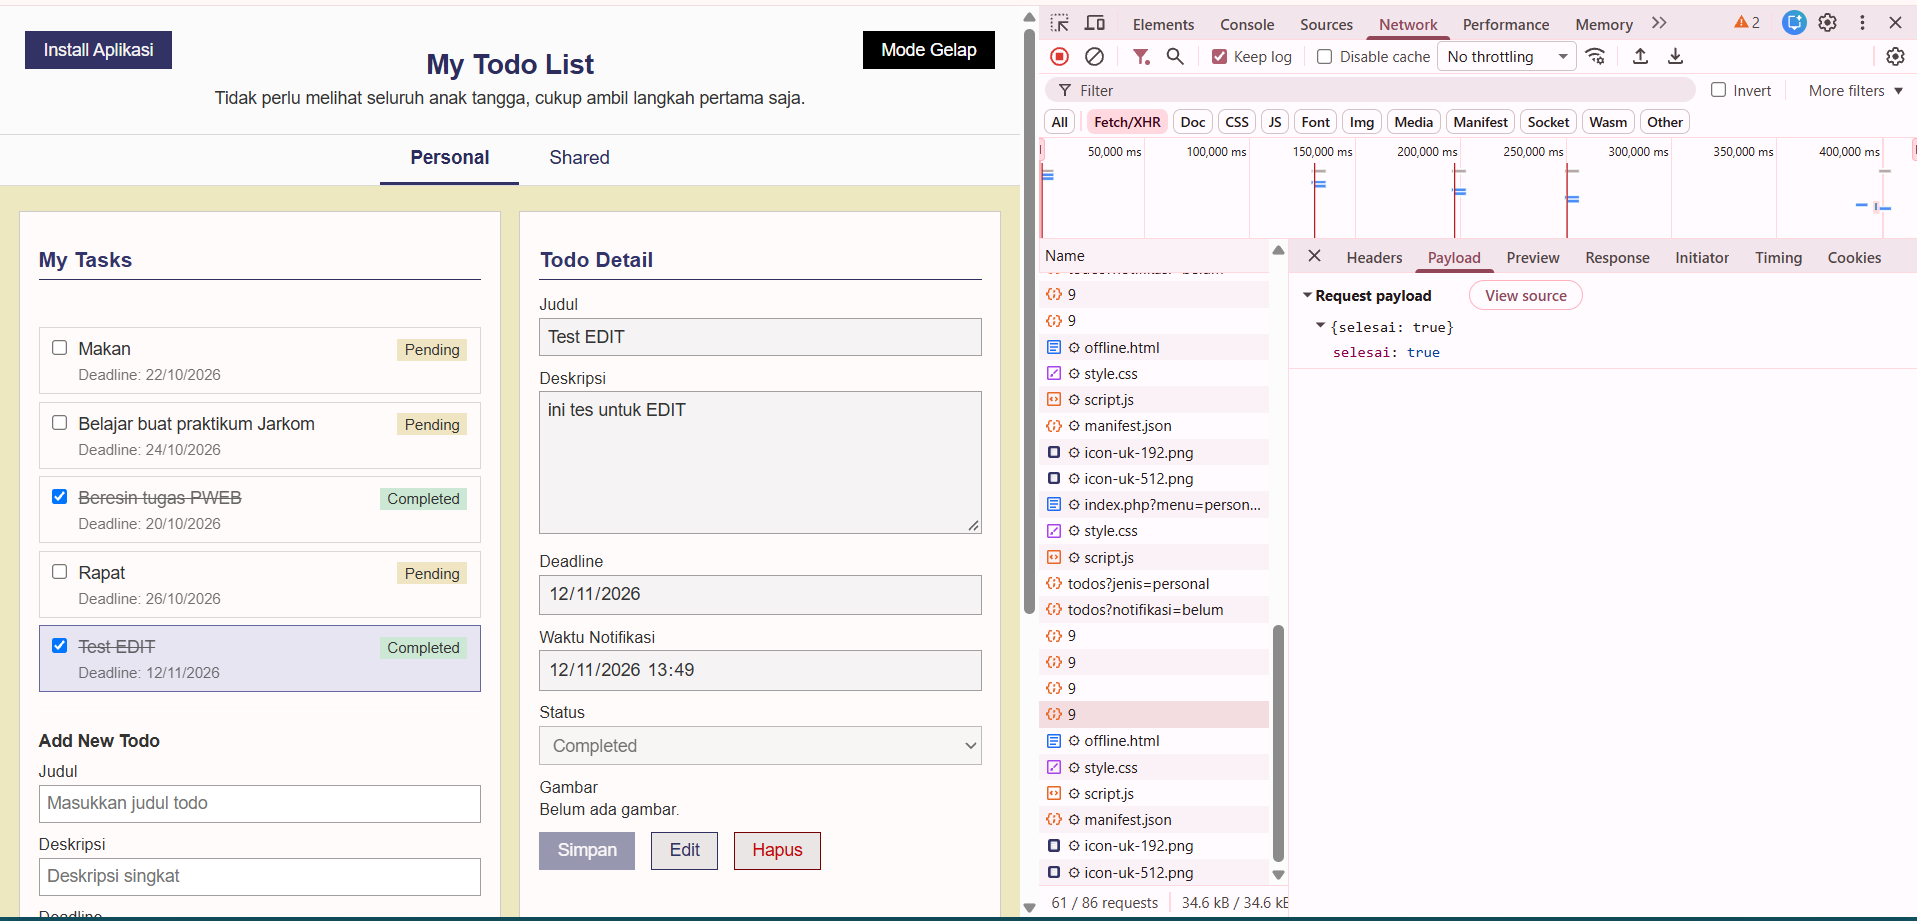 Install Aplikasi
My Todo List
Mode Gelap
Tidak perlu melihat seluruh anak tangga, cukup ambil langkah pertama saja.
Personal
Shared
My Tasks
Makan
Pending
Deadline: 22/10/2026
Belajar buat praktikum Jarkom
Pending
Deadline: 24/10/2026
Beresin tugas PWEB
Completed
Deadline: 20/10/2026
Rapat
Pending
Deadline: 26/10/2026
Test EDIT
Completed
Deadline: 12/11/2026
Add New Todo
Judul
Masukkan judul todo
Deskripsi
Deskripsi singkat
Deadline
Todo Detail
Judul
Test EDIT
Deskripsi
ini tes untuk EDIT
Deadline
12/11/2026
Waktu Notifikasi
12/11/2026 13:49
Status
Completed
Gambar
Belum ada gambar.
Simpan
Edit
Hapus
Elements
Console
Sources
Network
Performance
Memory
2
Keep log
Disable cache
No throttling
Filter
Invert
More filters
All
Fetch/XHR
Doc
CSS
JS
Font
Img
Media
Manifest
Socket
Wasm
Other
50,000 ms
100,000 ms
150,000 ms
200,000 ms
250,000 ms
300,000 ms
350,000 ms
400,000 ms
Name
todos?notifikasi=belum
9
9
offline.html
style.css
script.js
manifest.json
icon-uk-192.png
icon-uk-512.png
index.php?menu=person...
style.css
script.js
todos?jenis=personal
todos?notifikasi=belum
9
9
9
9
offline.html
style.css
script.js
manifest.json
icon-uk-192.png
icon-uk-512.png
61 / 86 requests
34.6 kB / 34.6 kE
Headers
Payload
Preview
Response
Initiator
Timing
Cookies
Request payload
View source
{selesai: true}
selesai: true